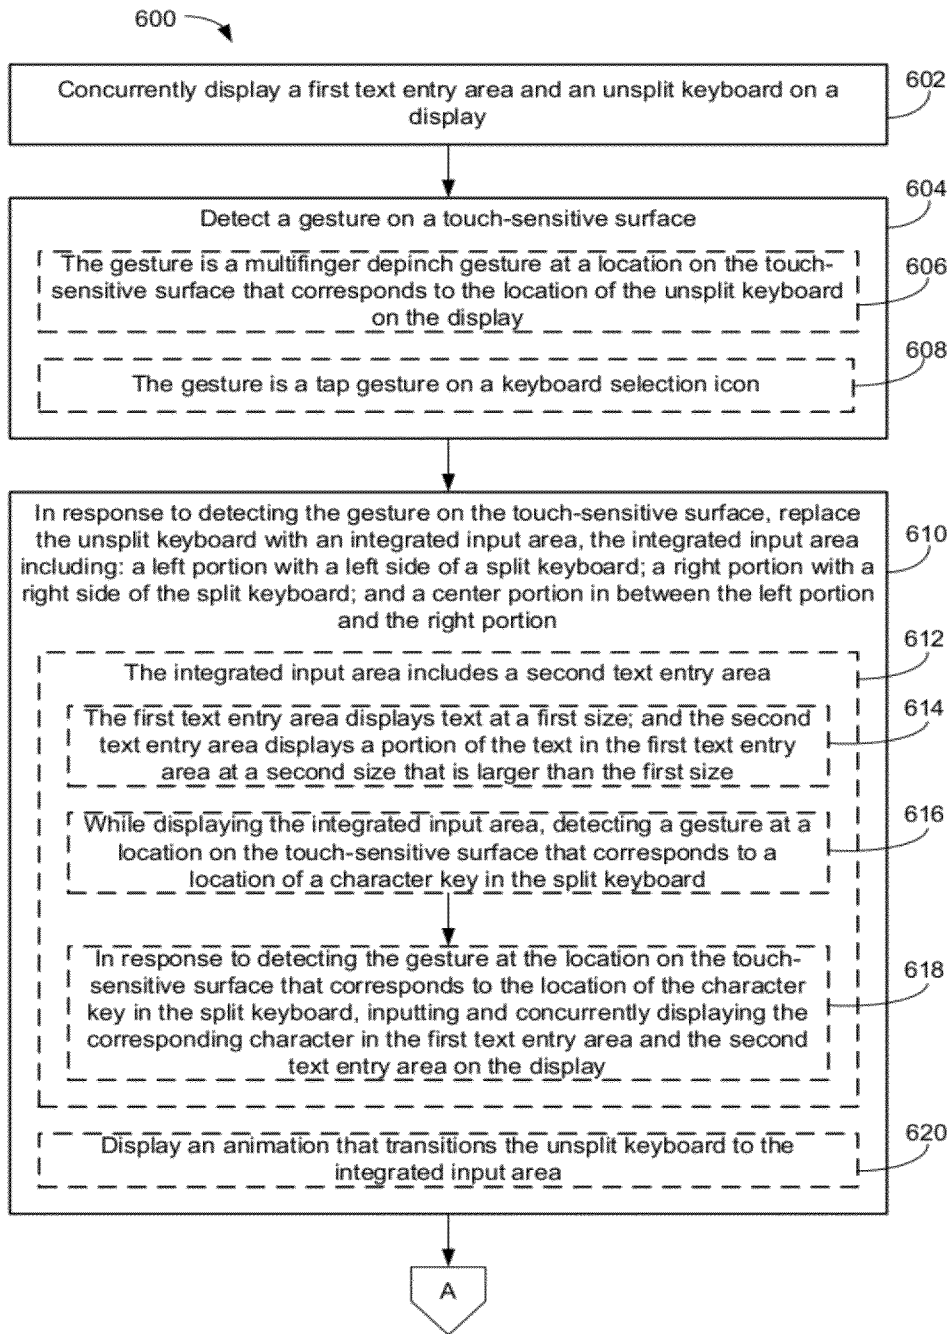 600
Concurrently display a first text entry area and an unsplit keyboard on a
display
602
604
Detect a gesture on a touch-sensitive surface
The gesture is a multifinger depinch gesture at a location on the touch-
sensitive surface that corresponds to the location of the unsplit keyboard
on the display
606
The gesture is a tap gesture on a keyboard selection icon
608
In response to detecting the gesture on the touch-sensitive surface, replace
the unsplit keyboard with an integrated input area, the integrated input area
including: a left portion with a left side of a split keyboard; a right portion with a
right side of the split keyboard; and a center portion in between the left portion
and the right portion
610
612
The integrated input area includes a second text entry area
The first text entry area displays text at a first size; and the second
text entry area displays a portion of the text in the first text entry
area at a second size that is larger than the first size
614
While displaying the integrated input area, detecting a gesture at a
location on the touch-sensitive surface that corresponds to a
location of a character key in the split keyboard
616
In response to detecting the gesture at the location on the touch-
sensitive surface that corresponds to the location of the character
key in the split keyboard, inputting and concurrently displaying the
corresponding character in the first text entry area and the second
text entry area on the display
618
Display an animation that transitions the unsplit keyboard to the
integrated input area
620
A